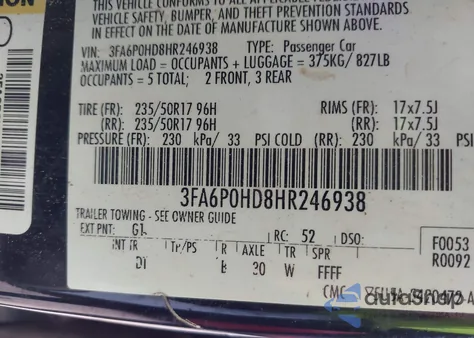 THIS VEHICLE CONFORMS TO ALL
VEHICLE SAFETY, BUMPER, AND THEFT PREVENTION STANDARDS
IN EFFECT ON THE DATE OF MANUFACTURE SHOWN ABOVE.
VIN: 3FA6P0HD8HR246938 TYPE: Passenger Car
MAXIMUM LOAD = OCCUPANTS + LUGGAGE = 375KG/ 827LB
OCCUPANTS = 5 TOTAL; 2 FRONT, 3 REAR
TIRE (FR): 235/50R17 96H RIMS (FR): 17x7.5J
(RR): 235/50R17 96H (RR): 17x7.5J
PRESSURE (FR): 230 kPa/ 33 PSI COLD (RR): 230 kPa/ 33 PSI
3FA6P0HD8HR246938
TRAILER TOWING - SEE OWNER GUIDE
EXT PNT: G1 RC: 52 DSO: F0053
INT TR TP/PS R AXLE TR SPR R0092
D1 B 30 W FFFF
CMC
autosnap